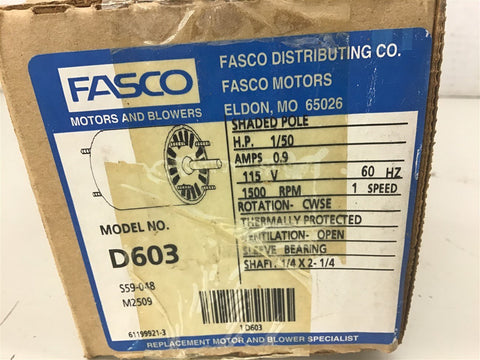 FASCO
MOTORS AND BLOWERS
FASCO DISTRIBUTING CO.
FASCO MOTORS
ELDON, MO 65026
SHADED POLE
H.P. 1/50
AMPS 0.9
115 V 60 HZ
1500 RPM 1 SPEED
ROTATION- CWSE
THERMALLY PROTECTED
VENTILATION- OPEN
SLEEVE BEARING
SHAFT. 1/4 X 2- 1/4
MODEL NO.
D603
S59-048
M2509
61199921-3
1 D603
REPLACEMENT MOTOR AND BLOWER SPECIALIST